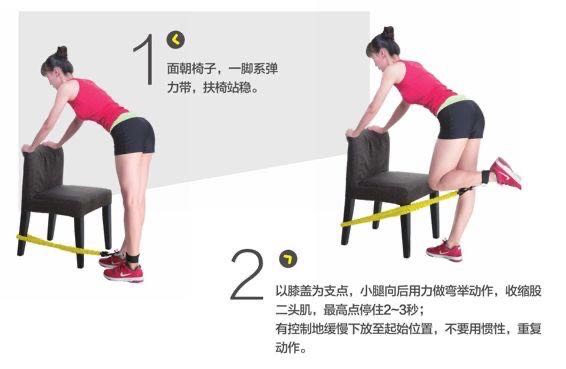 1
面朝椅子，一脚系弹
力带，扶椅站稳。
2
以膝盖为支点，小腿向后用力做弯举动作，收缩股
二头肌，最高点停住2~3秒；
有控制地缓慢下放至起始位置，不要用惯性，重复
动作。